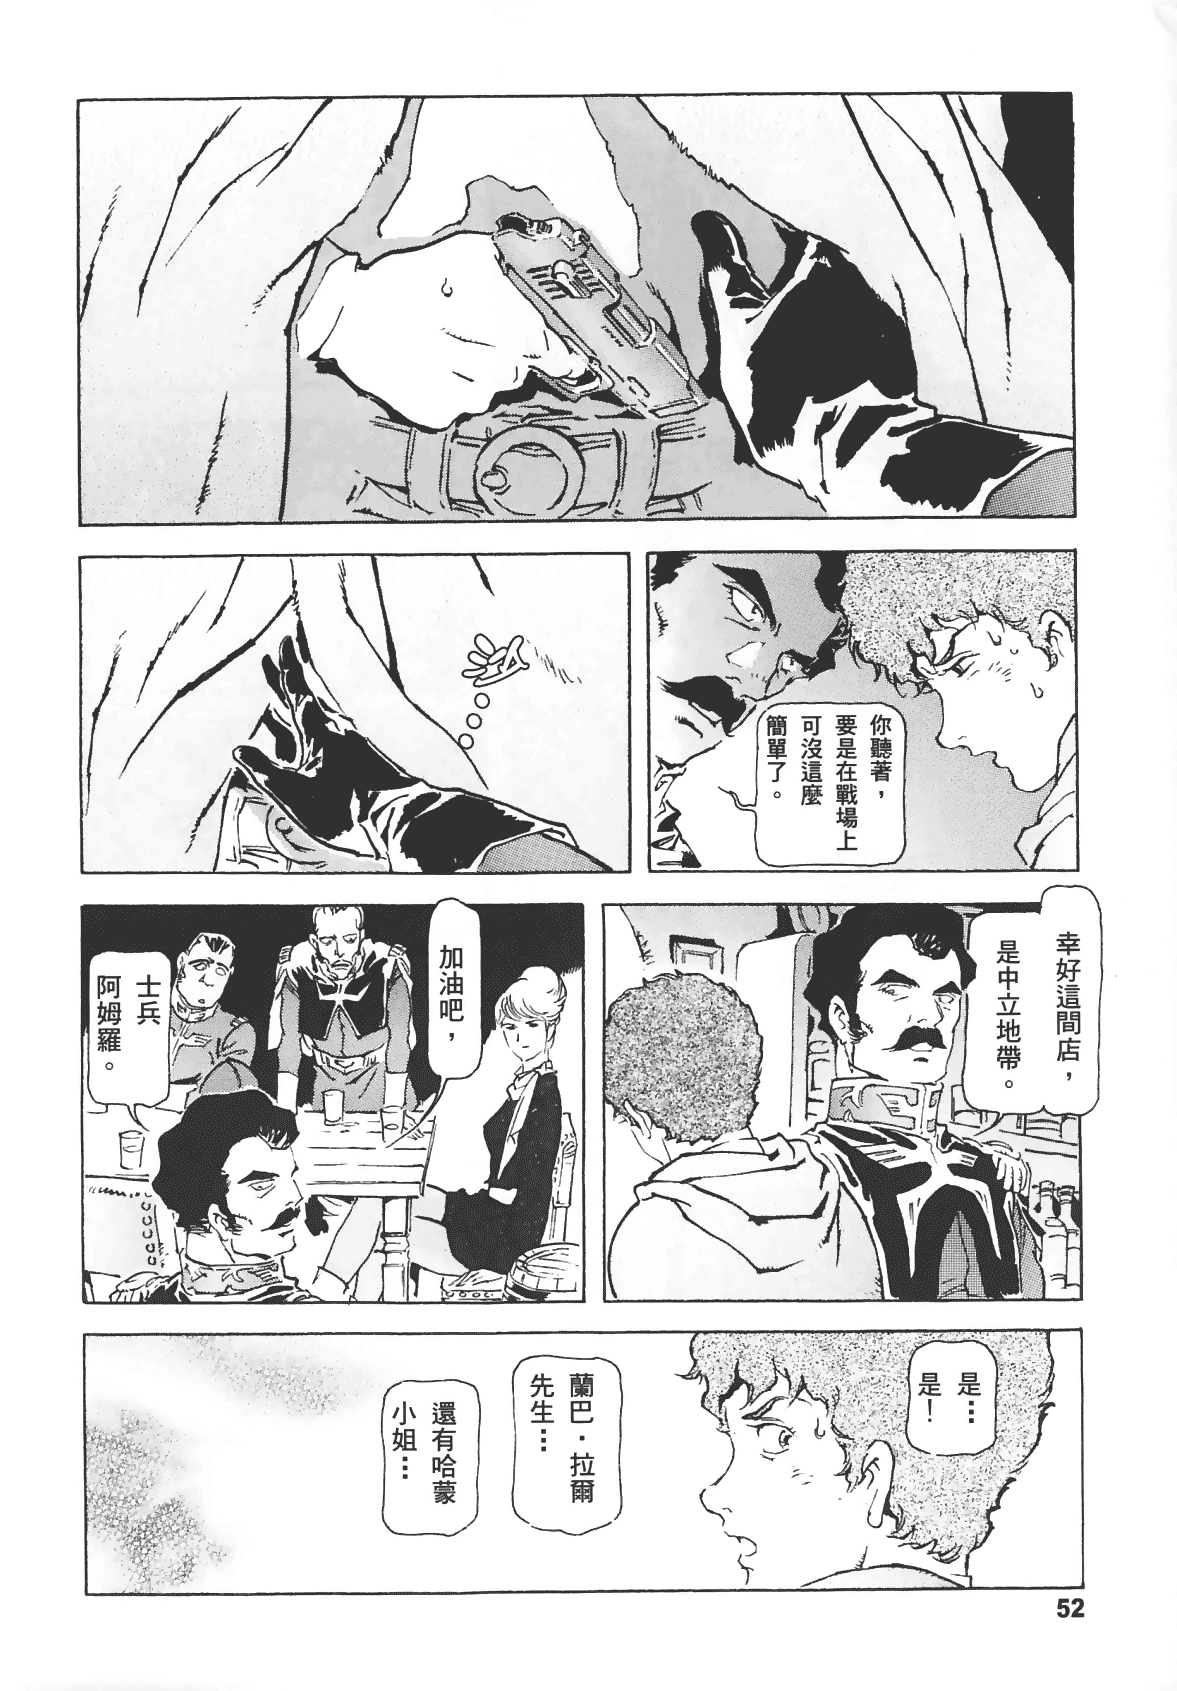 你聽著，
要是在戰場上
可沒這麼
簡單了。
幸好這間店，
是中立地帶。
加油吧，
士兵
阿姆羅。
是…
是！
蘭巴．拉爾
先生…
還有哈蒙
小姐…
52